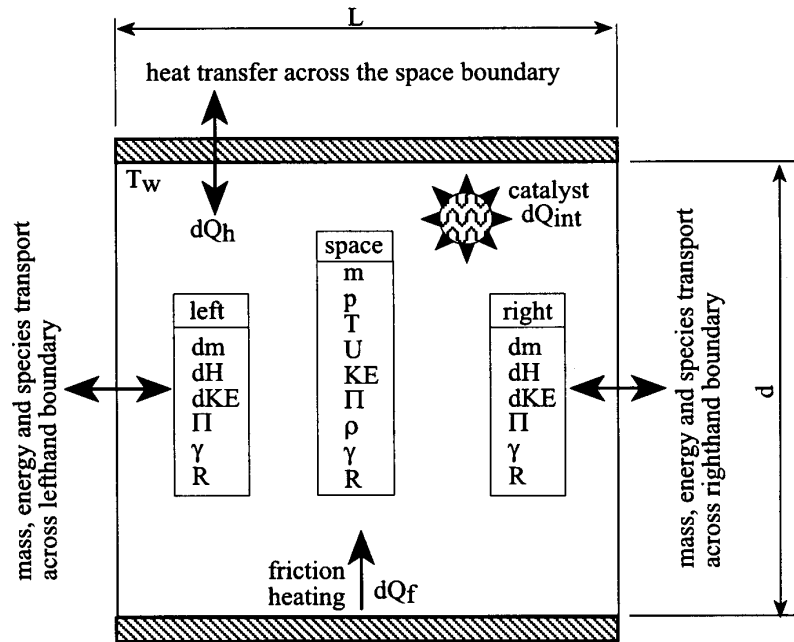 L
heat transfer across the space boundary
Tw
dQh
catalyst
dQint
space
m
p
T
U
KE
Π
ρ
γ
R
left
dm
dH
dKE
Π
γ
R
right
dm
dH
dKE
Π
γ
R
mass, energy and species transport
across lefthand boundary
mass, energy and species transport
across righthand boundary
d
friction
heating
dQf